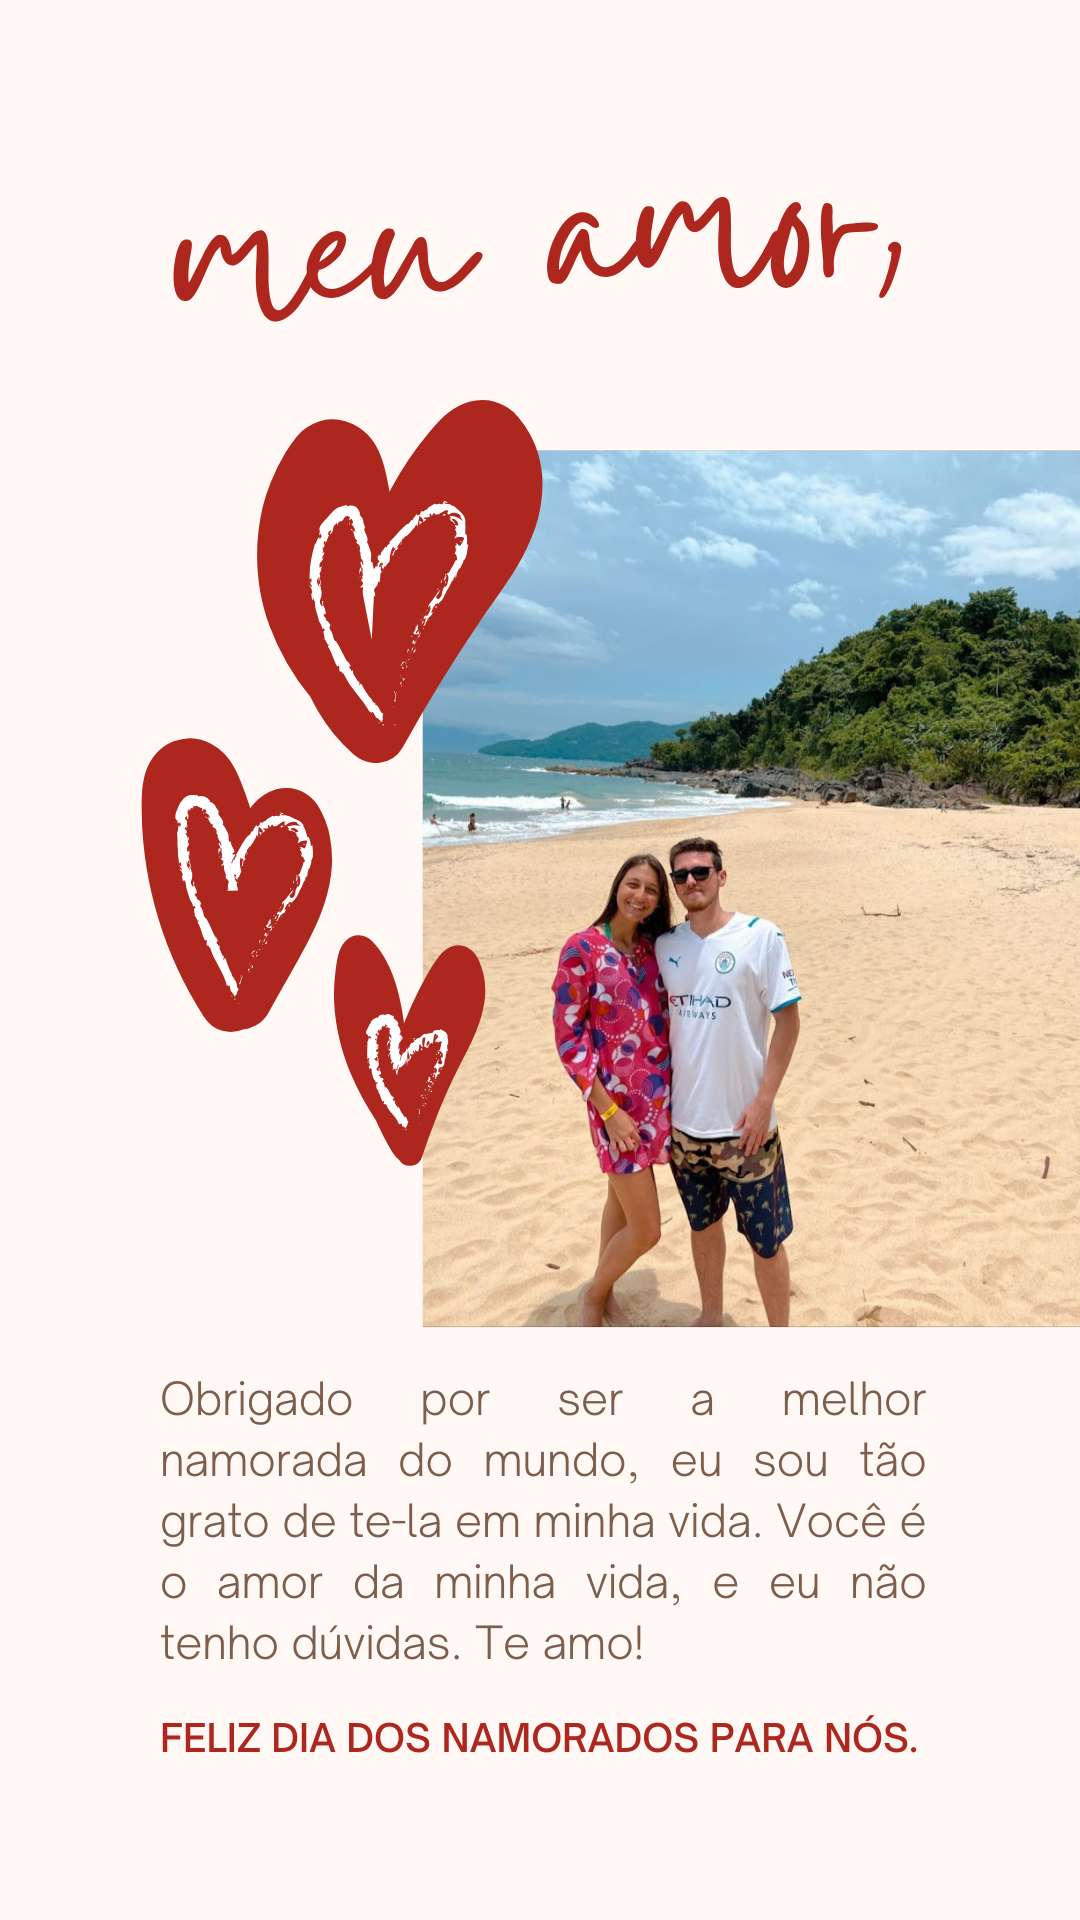 meu amor,
ETIHAD
AIRWAYS
Obrigado por ser a melhor
namorada do mundo, eu sou tão
grato de te-la em minha vida. Você é
o amor da minha vida, e eu não
tenho dúvidas. Te amo!
FELIZ DIA DOS NAMORADOS PARA NÓS.